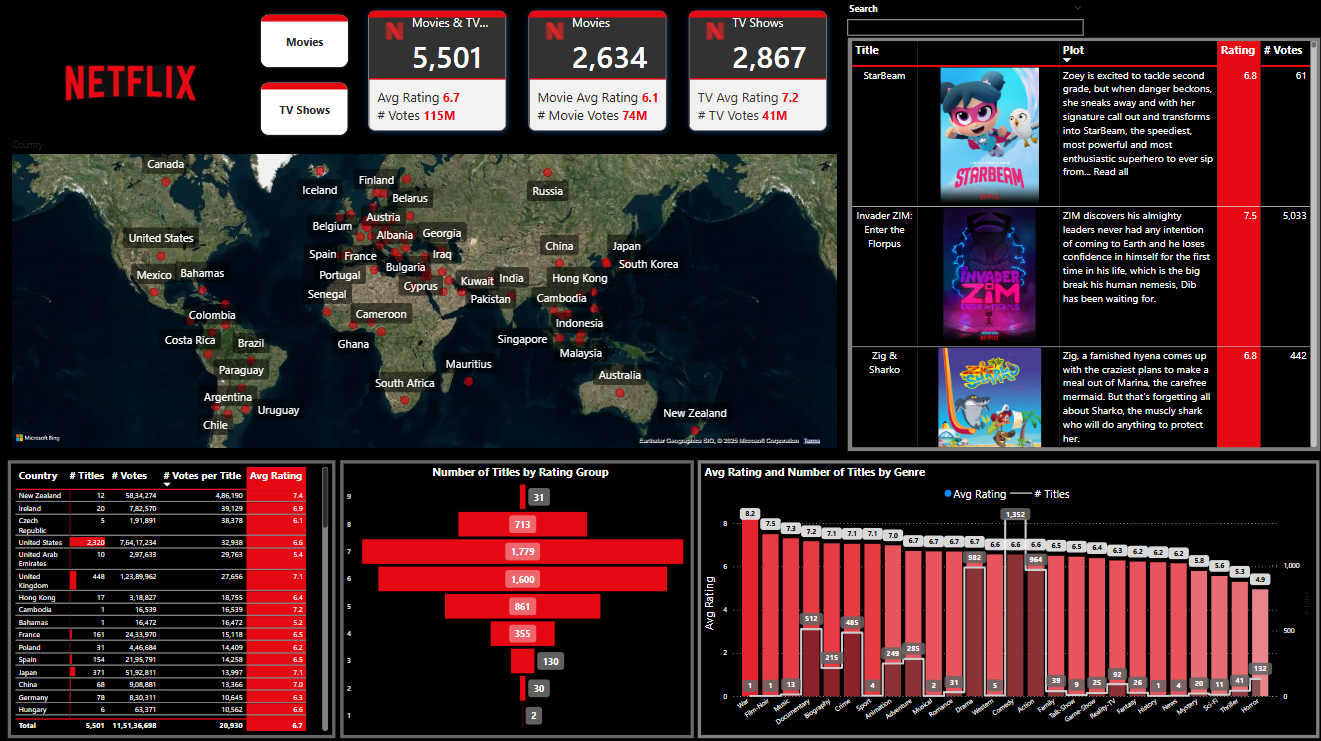 NETFLIX
Movies
TV Shows
N
Movies & TV...
5,501
Avg Rating 6.7
# Votes 115M
N
Movies
2,634
Movie Avg Rating 6.1
# Movie Votes 74M
N
TV Shows
2,867
TV Avg Rating 7.2
# TV Votes 41M
Search
Title Plot Rating # Votes
StarBeam
STARBEAM
Zoey is excited to tackle second
grade, but when danger beckons,
she sneaks away and with her
signature call out and transforms
into StarBeam, the speediest,
most powerful and most
enthusiastic superhero to ever sip
from... Read all
6.8 61
Invader ZIM:
Enter the
Florpus
INVADER
ZIM
ZIM discovers his almighty
leaders never had any intention
of coming to Earth and he loses
confidence in himself for the first
time in his life, which is the big
break his human nemesis, Dib
has been waiting for.
7.5 5,033
Zig &
Sharko
Zig, a famished hyena comes up
with the craziest plans to make a
meal out of Marina, the carefree
mermaid. But that's forgetting all
about Sharko, the muscly shark
who will do anything to protect
her.
6.8 442
Country
Canada
Iceland
Finland
Russia
Belarus
Belgium
Austria
United States
Albania
Georgia
China
Japan
Spain
France
Iraq
South Korea
Mexico
Bahamas
Portugal
Bulgaria
Kuwait
India
Hong Kong
Cyprus
Senegal
Pakistan
Cambodia
Colombia
Cameroon
Indonesia
Costa Rica
Brazil
Ghana
Singapore
Malaysia
Paraguay
Mauritius
South Africa
Australia
Argentina
Uruguay
Chile
New Zealand
Microsoft Bing
Earthstar Geographics SIO, © 2025 Microsoft Corporation Terms
Country # Titles # Votes # Votes per Title Avg Rating
New Zealand 12 58,34,274 4,86,190 7.4
Ireland 20 7,82,570 39,129 6.9
Czech
Republic 5 1,91,891 38,378 6.1
United States 2,320 7,64,17,234 32,938 6.6
United Arab
Emirates 10 2,97,633 29,763 5.4
United
Kingdom 448 1,23,89,962 27,656 7.1
Hong Kong 17 3,18,827 18,755 6.4
Cambodia 1 16,539 16,539 7.2
Bahamas 1 16,472 16,472 5.2
France 161 24,33,970 15,118 6.5
Poland 31 4,46,684 14,409 6.2
Spain 154 21,95,791 14,258 6.5
Japan 371 51,92,811 13,997 7.1
China 68 9,08,881 13,366 7.0
Germany 78 8,30,311 10,645 6.3
Hungary 6 63,371 10,562 6.6
Total 5,501 11,51,36,698 20,930 6.7
Number of Titles by Rating Group
9 31
8 713
7 1,779
6 1,600
5 861
4 355
3 130
2 30
1 2
Avg Rating and Number of Titles by Genre
Avg Rating # Titles
Avg Rating
8
6
4
2
0
8.2 7.5 7.3 7.2 7.1 7.1 7.1 7.0 6.7 6.7 6.7 6.7 6.6 6.6 6.6 6.5 6.5 6.4 6.3 6.2 6.2 6.2 5.8 5.6 5.3 4.9
1 1 13 512 215 485 4 249 285 2 31 982 5 1,352 964 39 9 25 92 26 1 4 20 11 41 132
1,000
500
0
# Titles
War Film-Noir Music Documentary Biography Crime Sport Animation Adventure Musical Romance Drama Western Comedy Action Family Talk-Show Game-Show Reality-TV Fantasy History News Mystery Sci-Fi Thriller Horror